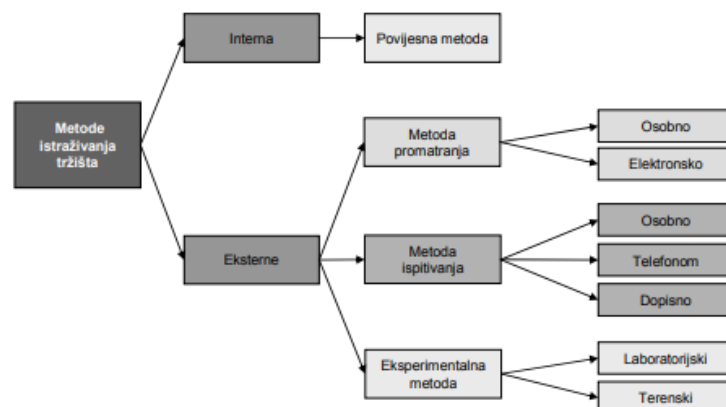 Interna
Povijesna metoda
Metode
istraživanja
tržišta
Metoda
promatranja
Osobno
Elektronsko
Eksterne
Metoda
ispitivanja
Osobno
Telefonom
Dopisno
Eksperimentalna
metoda
Laboratorijski
Terenski